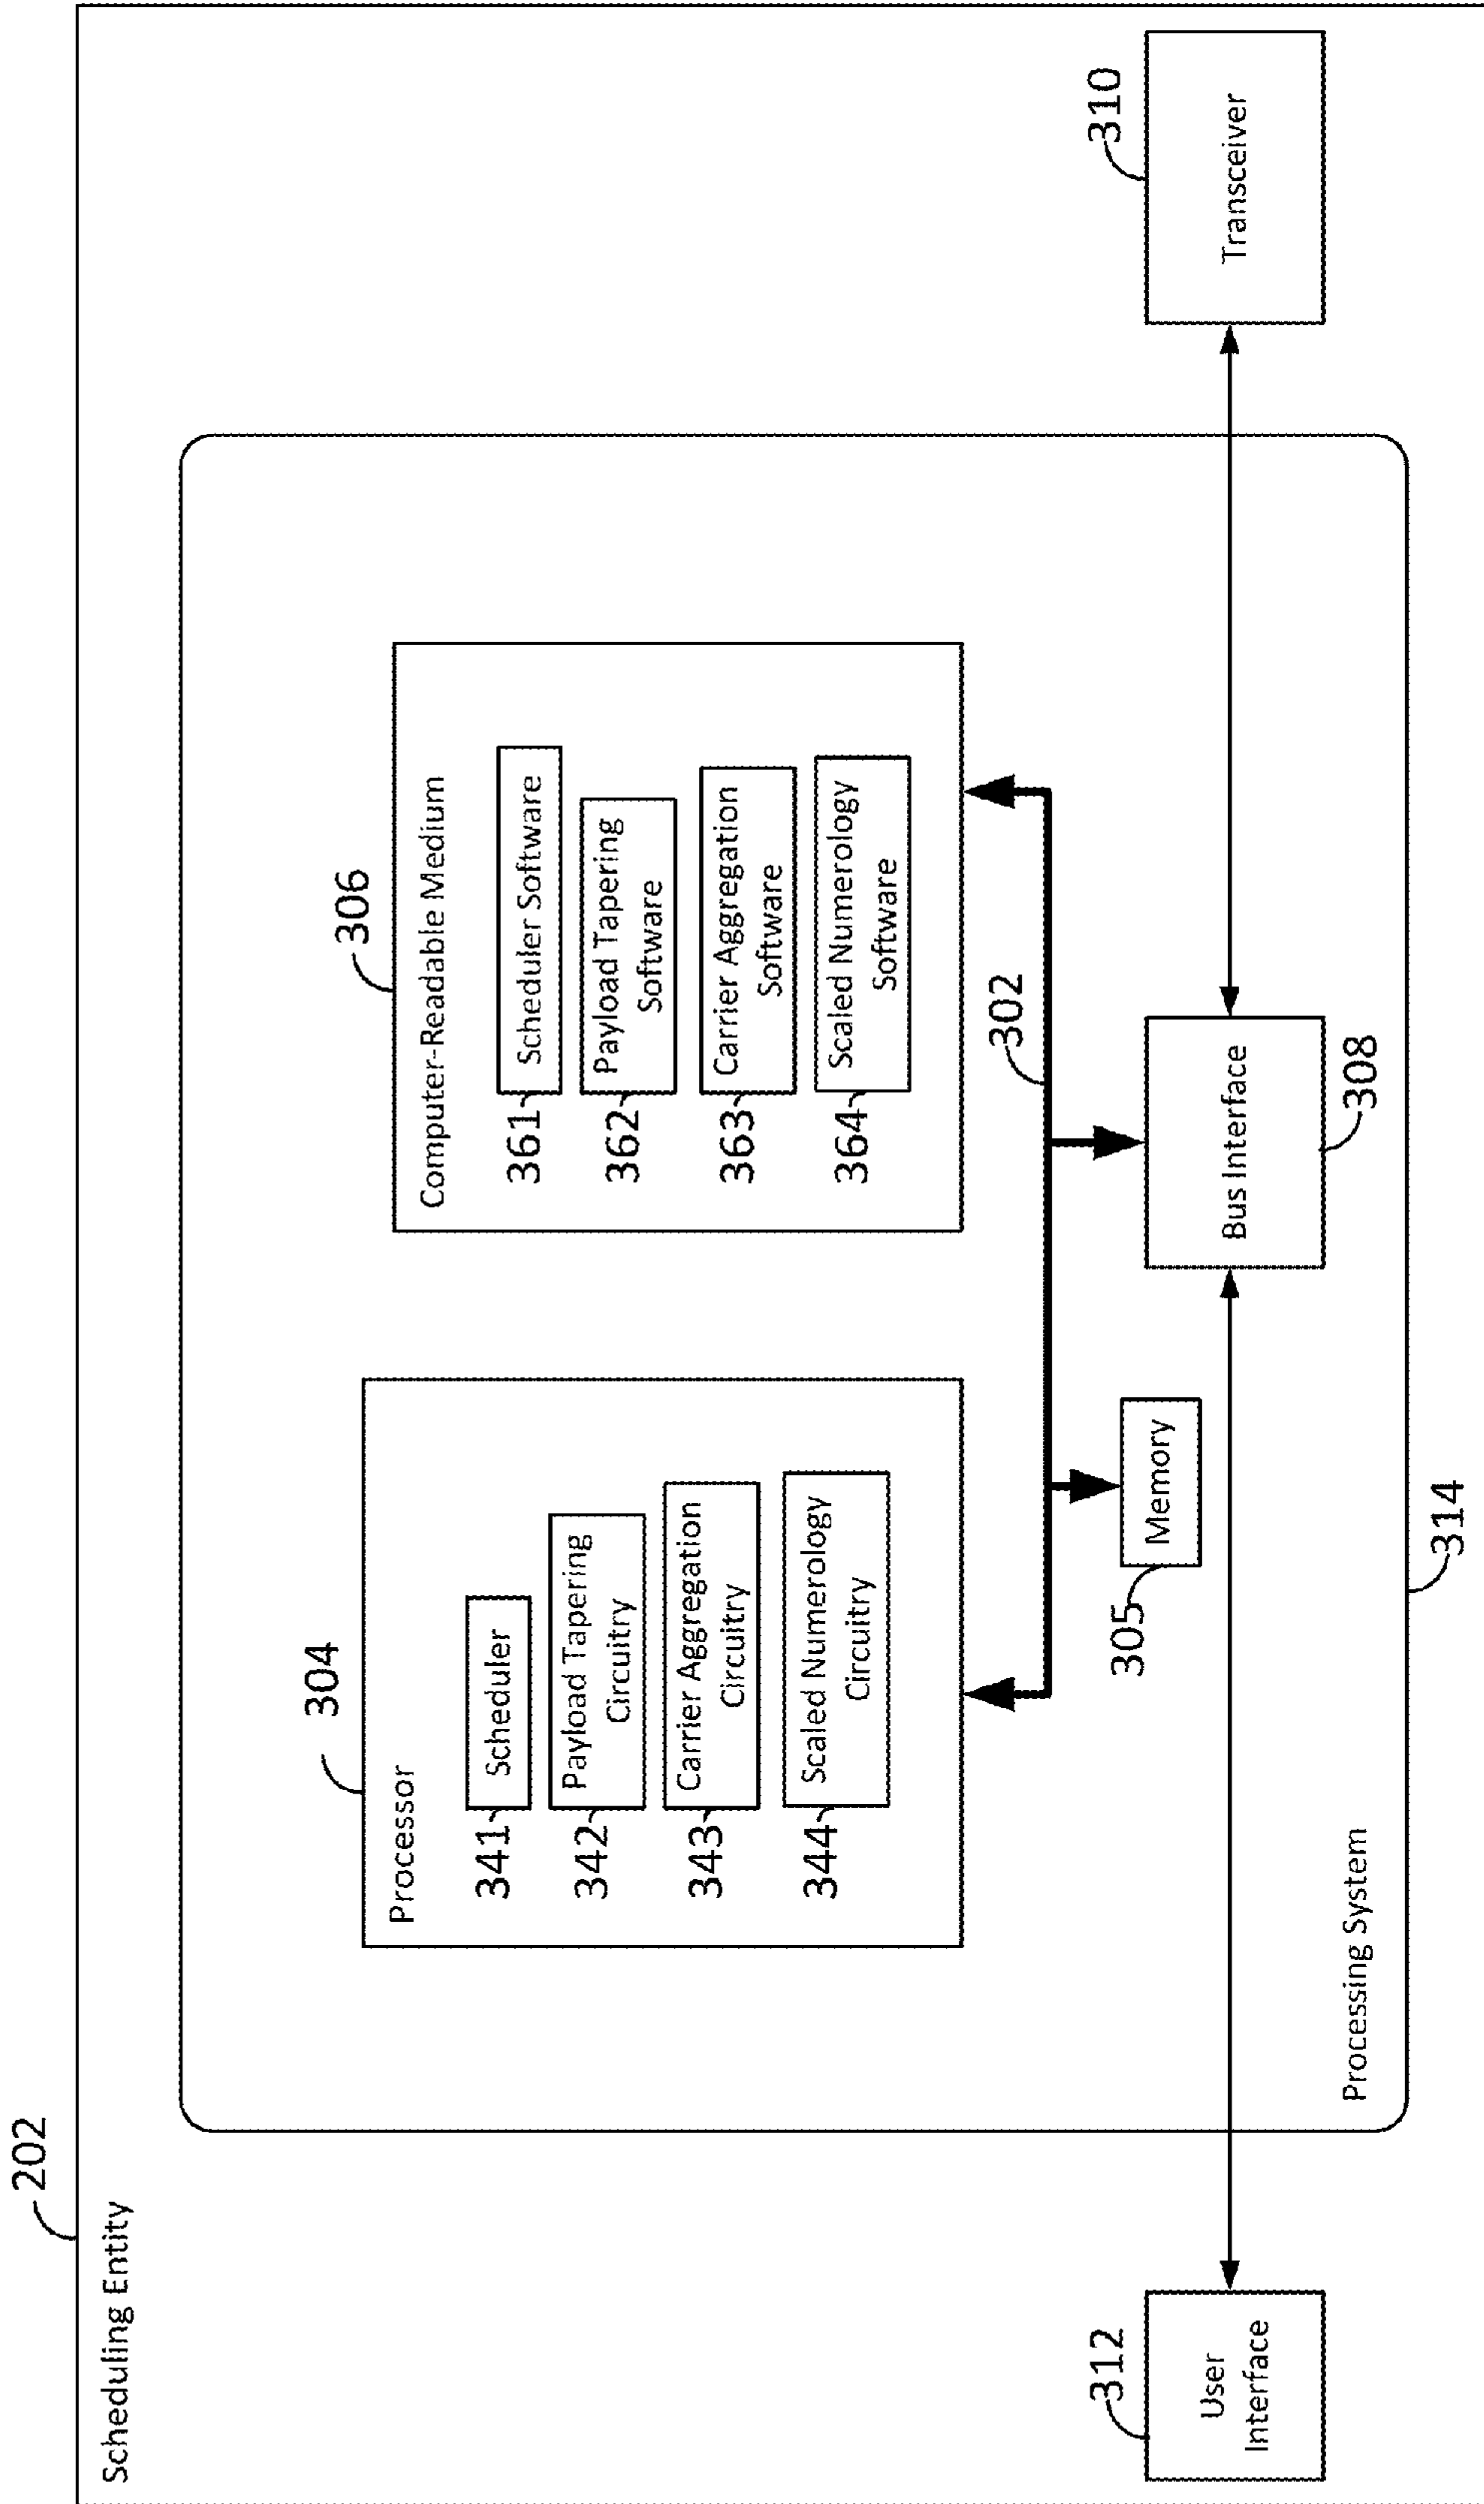 202
Scheduling Entity
304
Processor
341
Scheduler
342
Payload Tapering
Circuitry
343
Carrier Aggregation
Circuitry
344
Scaled Numerology
Circuitry
306
Computer-Readable Medium
361
Scheduler Software
362
Payload Tapering
Software
363
Carrier Aggregation
Software
364
Scaled Numerology
Software
302
305
Memory
312
User
Interface
Bus Interface
308
310
Transceiver
Processing System
314